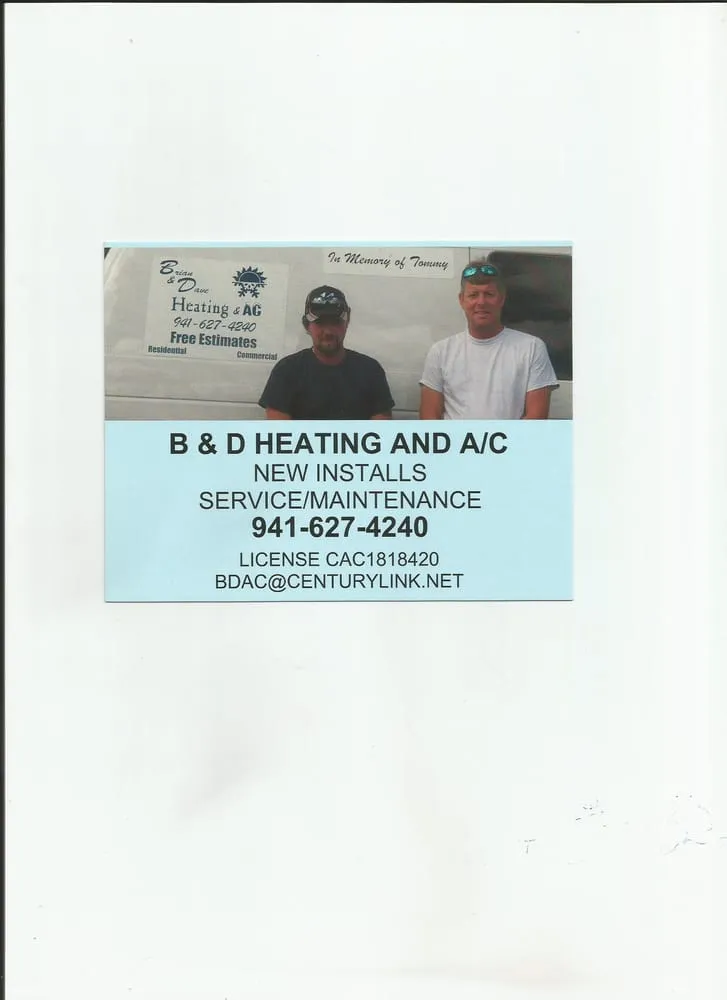 Brian
& Dave
Heating & AC
941-627-4240
Free Estimates
Residential Commercial
In Memory of Tommy
B & D HEATING AND A/C
NEW INSTALLS
SERVICE/MAINTENANCE
941-627-4240
LICENSE CAC1818420
BDAC@CENTURYLINK.NET